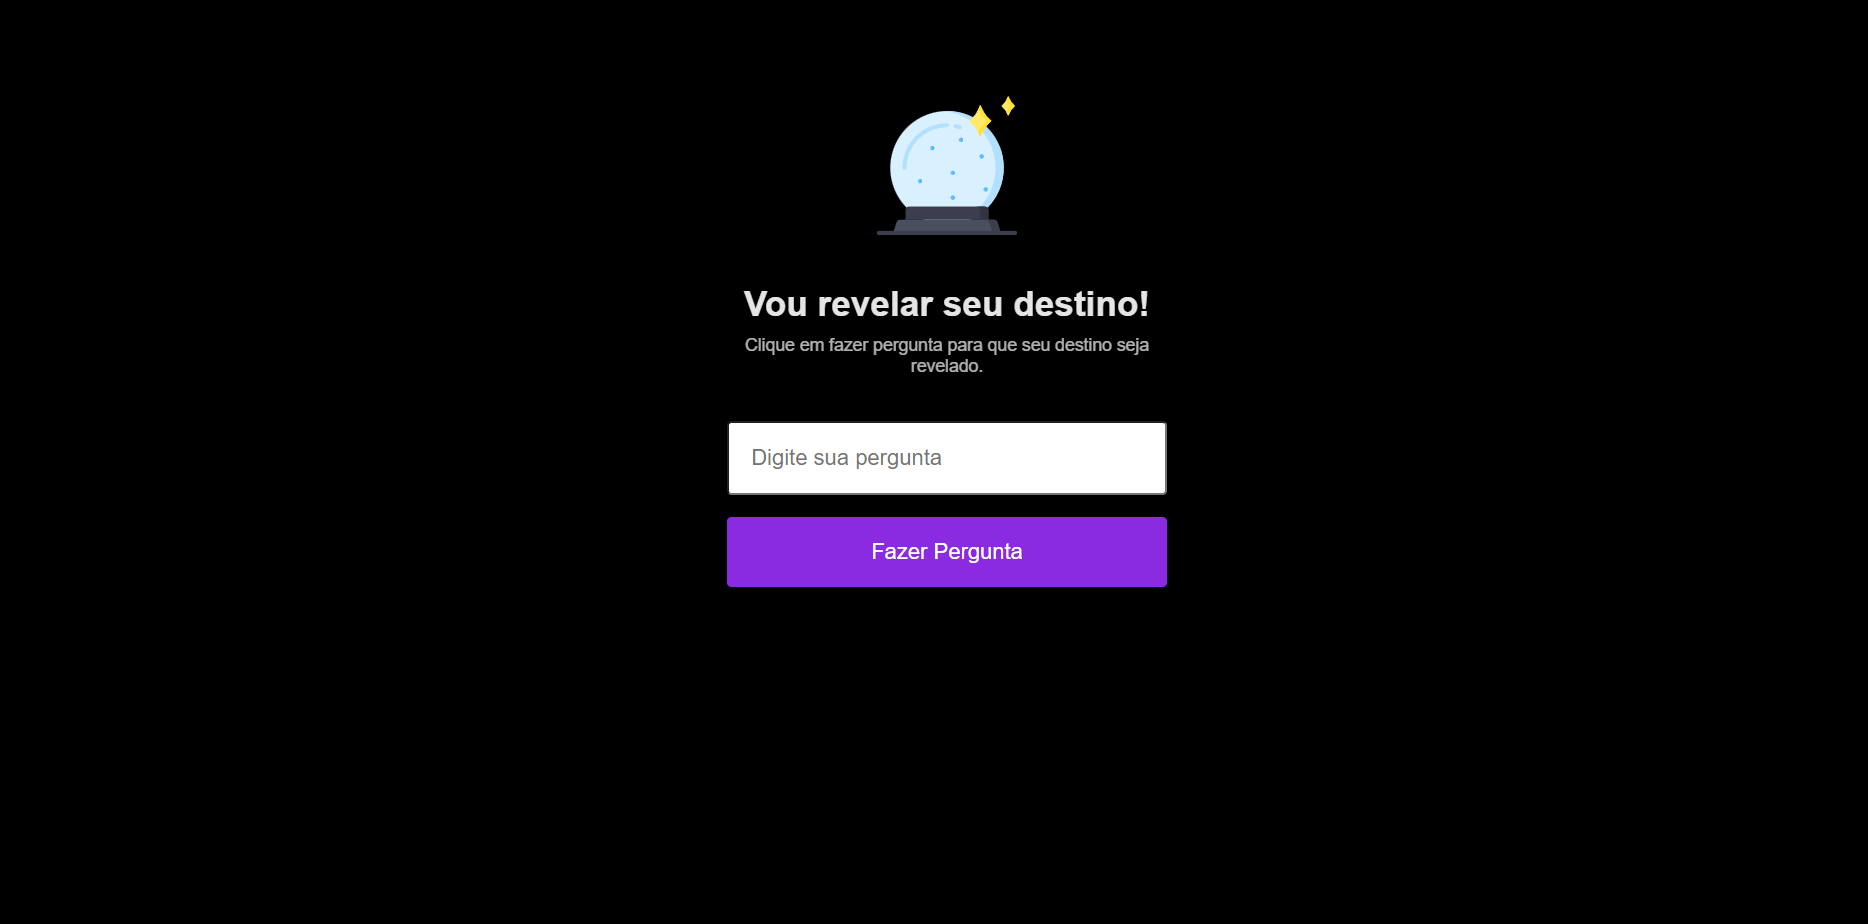 Vou revelar seu destino!
Clique em fazer pergunta para que seu destino seja
revelado.
Digite sua pergunta
Fazer Pergunta